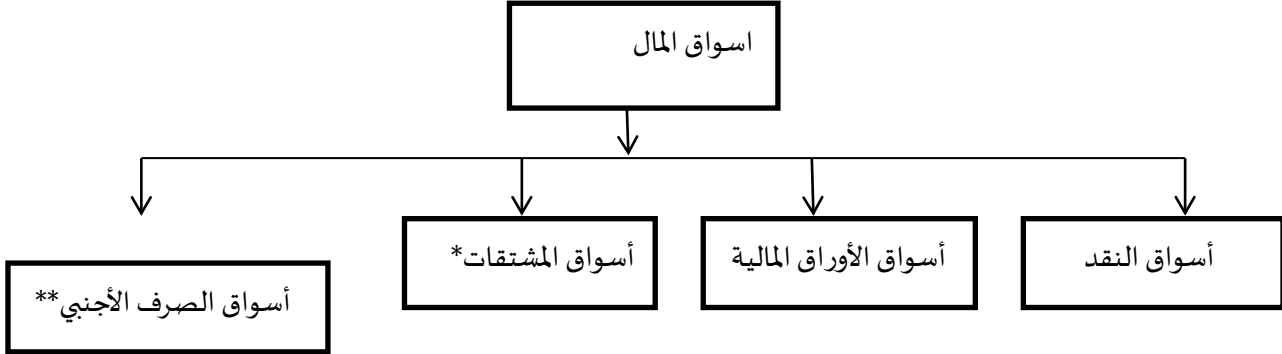 اسواق المال
أسواق النقد
أسواق الأوراق المالية
أسواق المشتقات*
أسواق الصرف الأجنبي**